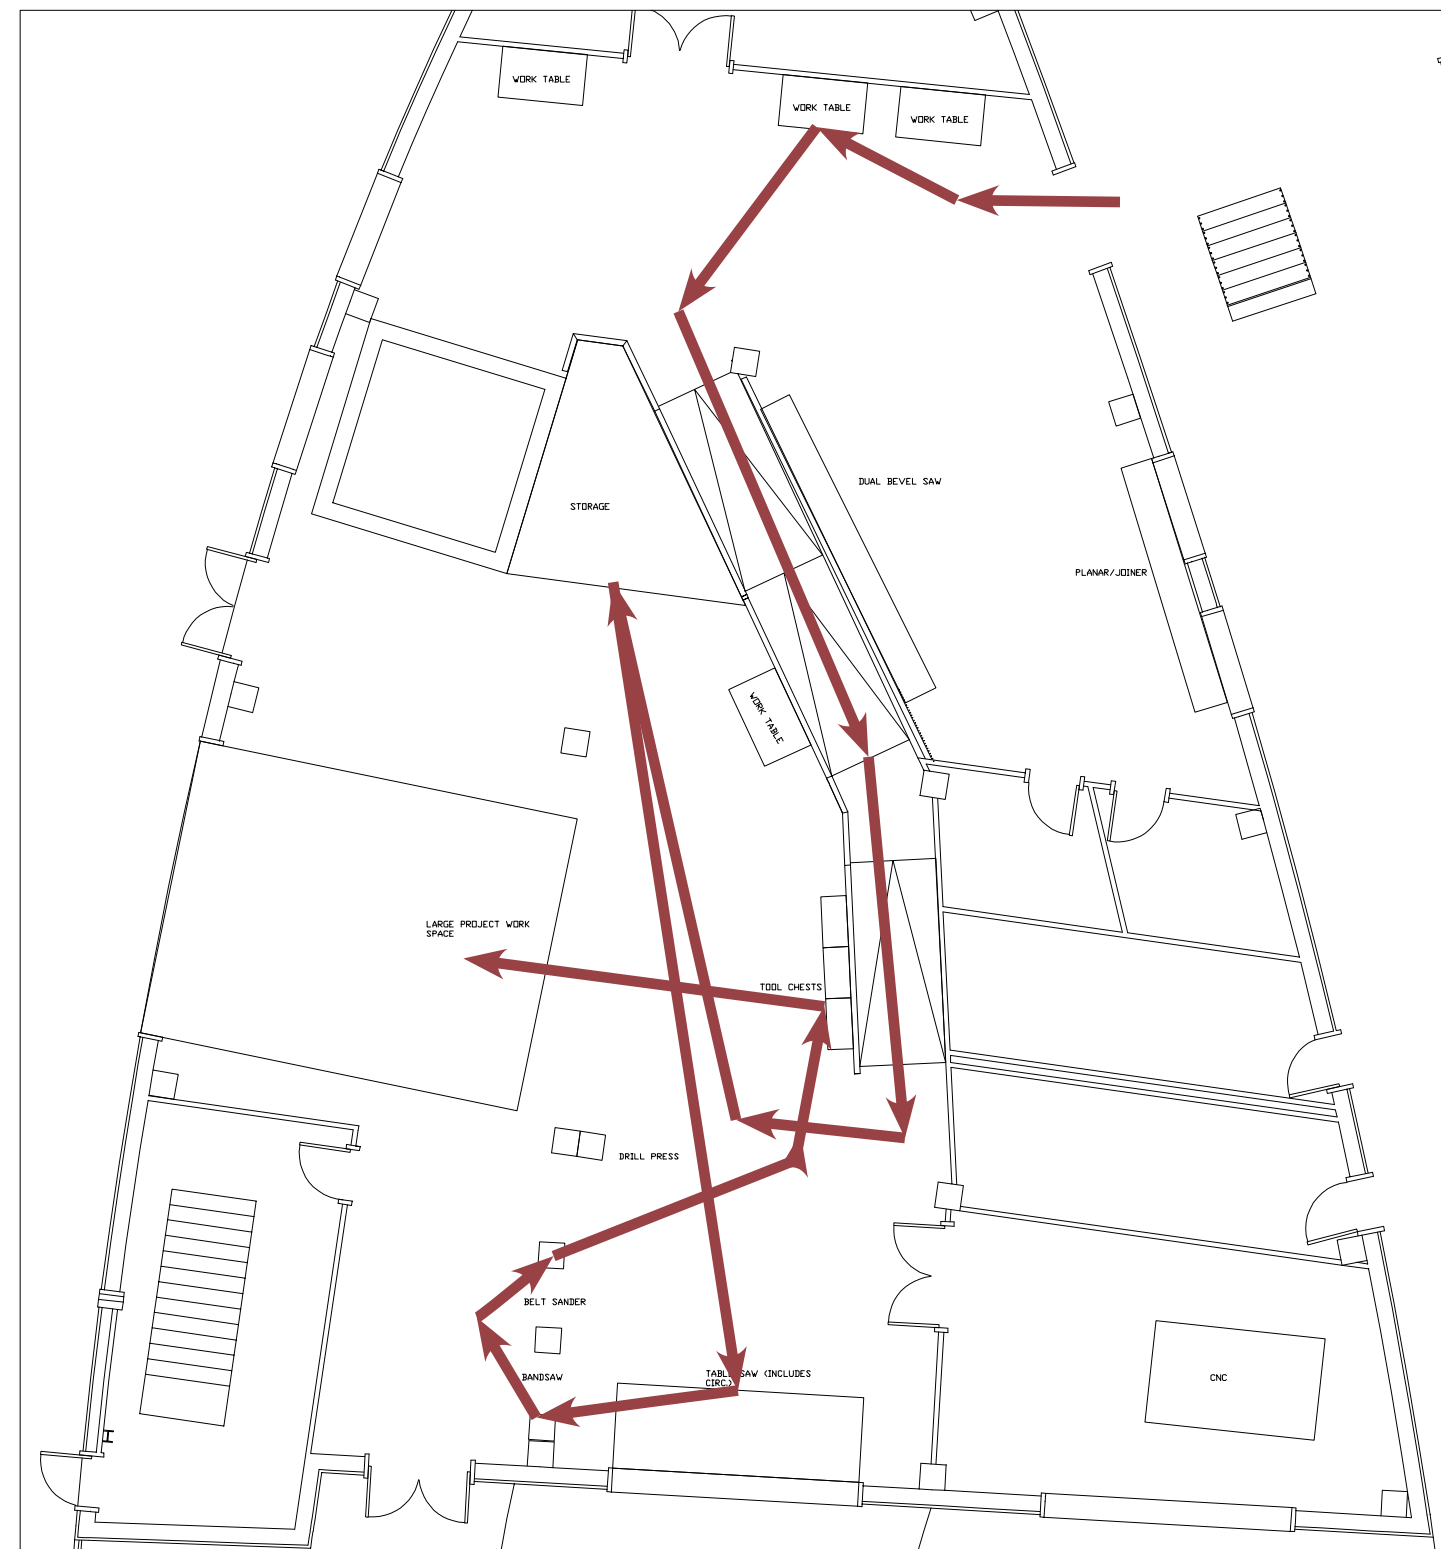 WORK TABLE
WORK TABLE
WORK TABLE
DUAL BEVEL SAW
STORAGE
PLANAR/JOINER
WORK TABLE
LARGE PROJECT WORK
SPACE
TOOL CHESTS
DRILL PRESS
BELT SANDER
BANDSAW
TABLE SAW (INCLUDES
CIRC.)
CNC